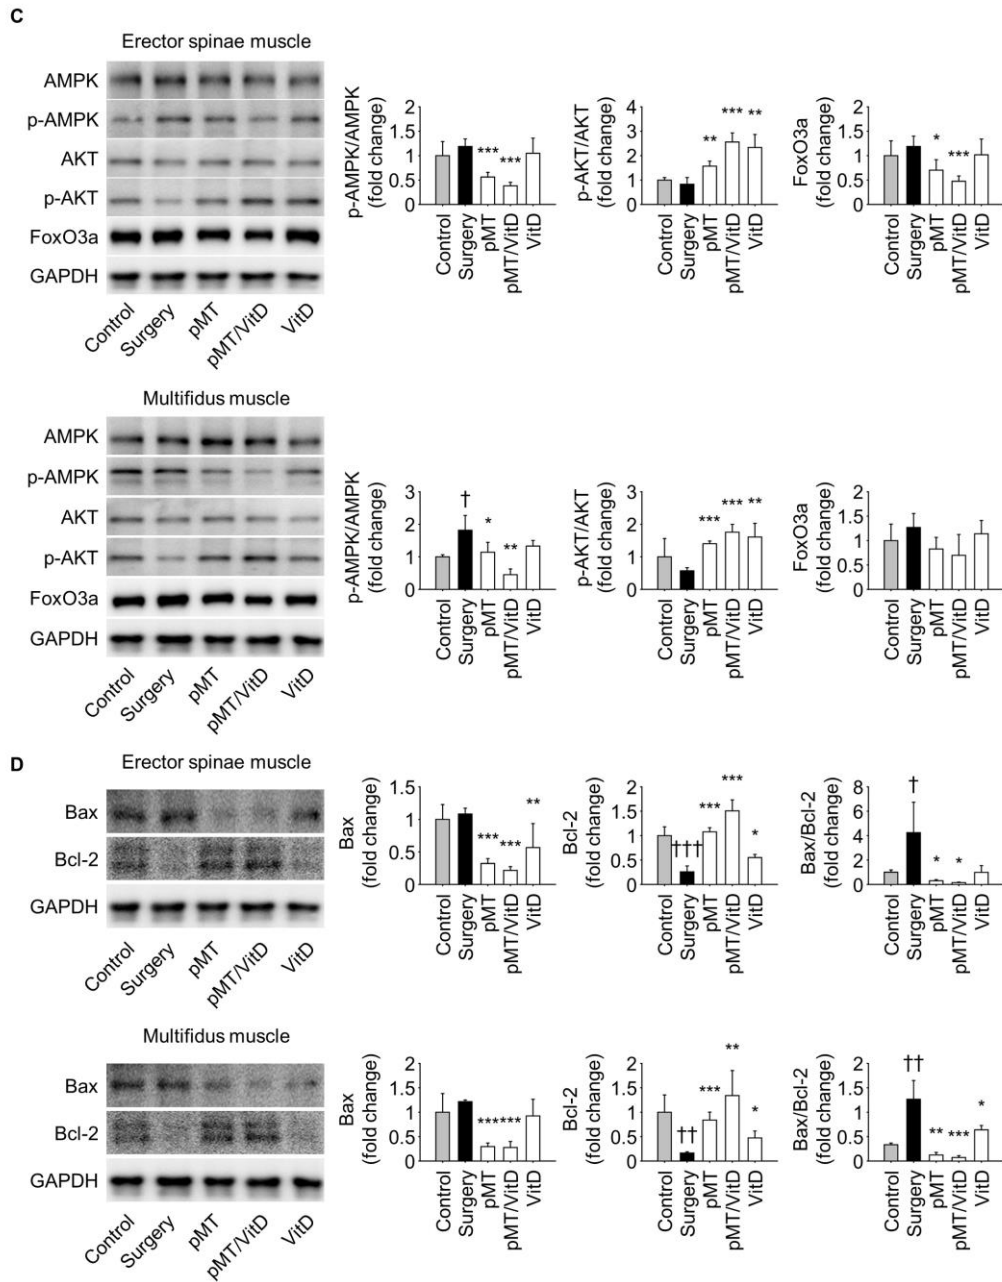 C
Erector spinae muscle
AMPK
p-AMPK
AKT
p-AKT
FoxO3a
GAPDH
Control
Surgery
pMT
pMT/VitD
VitD
p-AMPK/AMPK
(fold change)
2
1.5
1
0.5
0
***
***
Control
Surgery
pMT
pMT/VitD
VitD
p-AKT/AKT
(fold change)
4
3
2
1
0
**
***
**
Control
Surgery
pMT
pMT/VitD
VitD
FoxO3a
(fold change)
2
1.5
1
0.5
0
*
***
Control
Surgery
pMT
pMT/VitD
VitD
Multifidus muscle
AMPK
p-AMPK
AKT
p-AKT
FoxO3a
GAPDH
Control
Surgery
pMT
pMT/VitD
VitD
p-AMPK/AMPK
(fold change)
3
2
1
0
†
*
**
Control
Surgery
pMT
pMT/VitD
VitD
p-AKT/AKT
(fold change)
3
2
1
0
***
***
**
Control
Surgery
pMT
pMT/VitD
VitD
FoxO3a
(fold change)
2
1.5
1
0.5
0
Control
Surgery
pMT
pMT/VitD
VitD
D
Erector spinae muscle
Bax
Bcl-2
GAPDH
Control
Surgery
pMT
pMT/VitD
VitD
Bax
(fold change)
1.5
1
0.5
0
***
***
**
Control
Surgery
pMT
pMT/VitD
VitD
Bcl-2
(fold change)
2
1.5
1
0.5
0
†††
***
***
*
Control
Surgery
pMT
pMT/VitD
VitD
Bax/Bcl-2
(fold change)
8
6
4
2
0
†
*
*
Control
Surgery
pMT
pMT/VitD
VitD
Multifidus muscle
Bax
Bcl-2
GAPDH
Control
Surgery
pMT
pMT/VitD
VitD
Bax
(fold change)
2
1.5
1
0.5
0
***
***
Control
Surgery
pMT
pMT/VitD
VitD
Bcl-2
(fold change)
2
1.5
1
0.5
0
††
***
**
*
Control
Surgery
pMT
pMT/VitD
VitD
Bax/Bcl-2
(fold change)
2
1.5
1
0.5
0
††
**
***
*
Control
Surgery
pMT
pMT/VitD
VitD